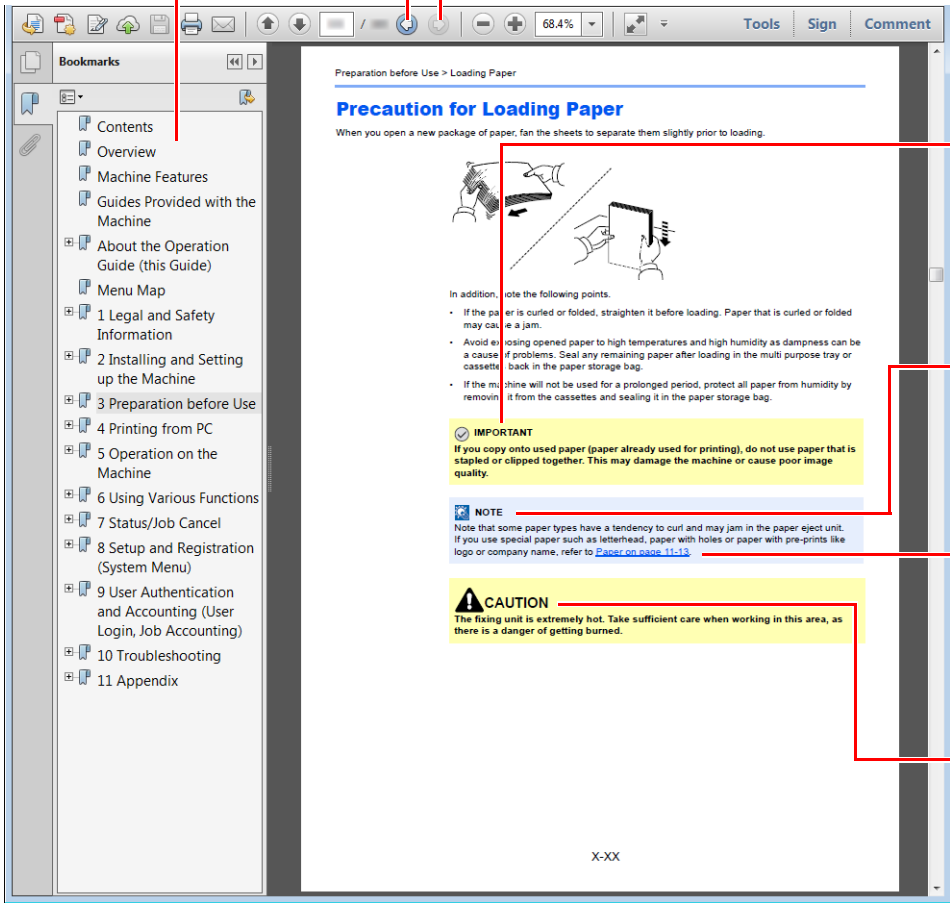 68.4%
Tools
Sign
Comment
Bookmarks
Contents
Overview
Machine Features
Guides Provided with the
Machine
About the Operation
Guide (this Guide)
Menu Map
1 Legal and Safety
Information
2 Installing and Setting
up the Machine
3 Preparation before Use
4 Printing from PC
5 Operation on the
Machine
6 Using Various Functions
7 Status/Job Cancel
8 Setup and Registration
(System Menu)
9 User Authentication
and Accounting (User
Login, Job Accounting)
10 Troubleshooting
11 Appendix
Preparation before Use > Loading Paper
Precaution for Loading Paper
When you open a new package of paper, fan the sheets to separate them slightly prior to loading.
In addition, note the following points.
• If the paper is curled or folded, straighten it before loading. Paper that is curled or folded
may cause a jam.
• Avoid exposing opened paper to high temperatures and high humidity as dampness can be
a cause of problems. Seal any remaining paper after loading in the multi purpose tray or
cassettes back in the paper storage bag.
• If the machine will not be used for a prolonged period, protect all paper from humidity by
removing it from the cassettes and sealing it in the paper storage bag.
IMPORTANT
If you copy onto used paper (paper already used for printing), do not use paper that is
stapled or clipped together. This may damage the machine or cause poor image
quality.
NOTE
Note that some paper types have a tendency to curl and may jam in the paper eject unit.
If you use special paper such as letterhead, paper with holes or paper with pre-prints like
logo or company name, refer to Paper on page 11-13.
CAUTION
The fixing unit is extremely hot. Take sufficient care when working in this area, as
there is a danger of getting burned.
X-XX